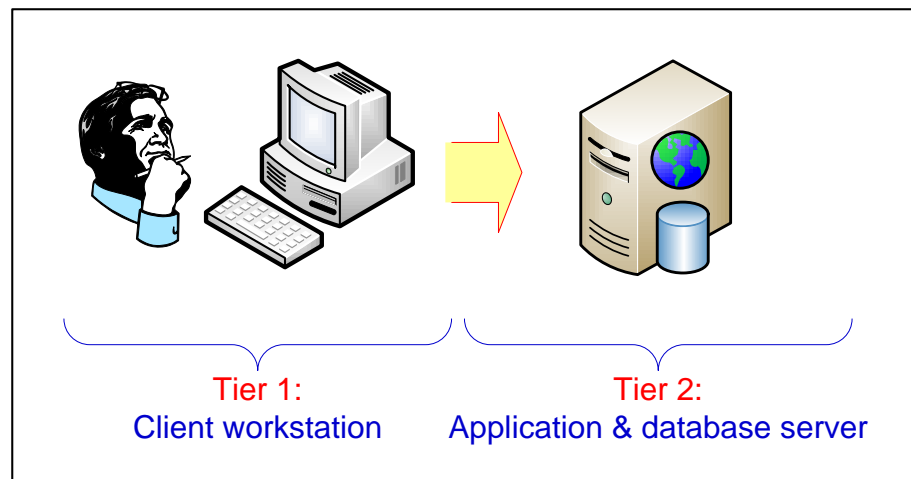 Tier 1:
Client workstation
Tier 2:
Application & database server